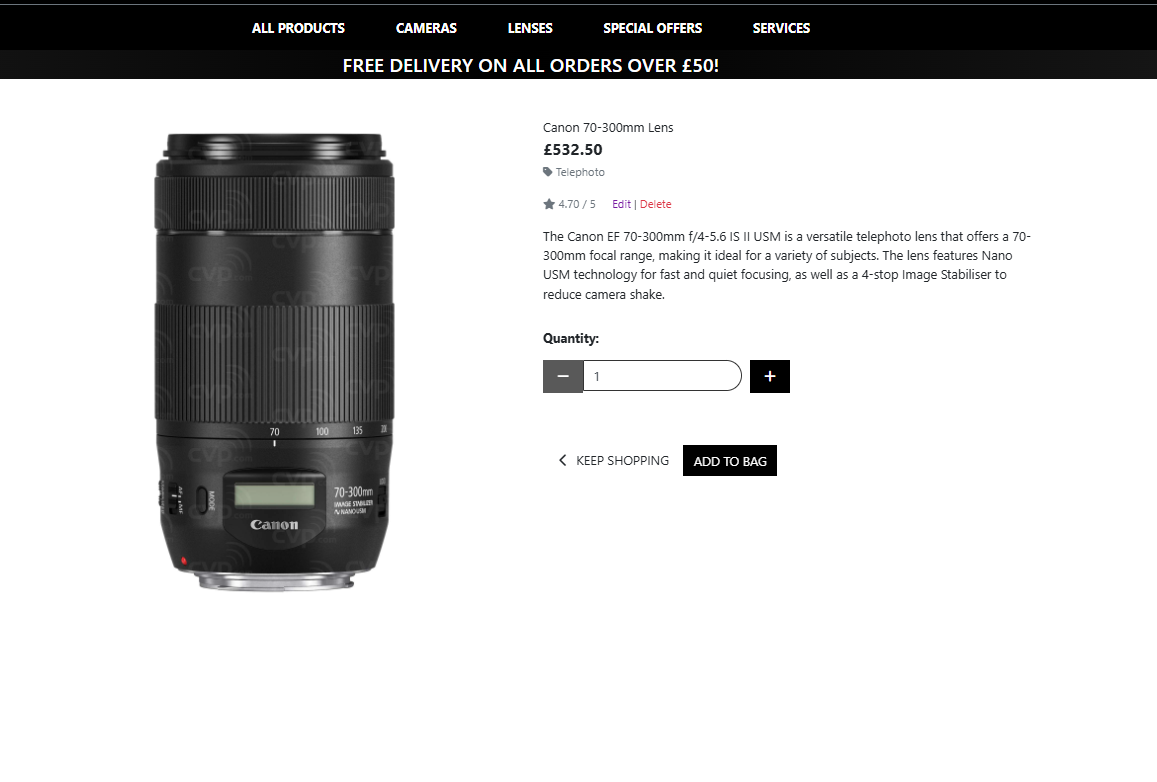 ALL PRODUCTS CAMERAS LENSES SPECIAL OFFERS SERVICES
FREE DELIVERY ON ALL ORDERS OVER £50!
Canon 70-300mm Lens
£532.50
Telephoto
4.70 / 5 Edit | Delete
The Canon EF 70-300mm f/4-5.6 IS II USM is a versatile telephoto lens that offers a 70-
300mm focal range, making it ideal for a variety of subjects. The lens features Nano
USM technology for fast and quiet focusing, as well as a 4-stop Image Stabiliser to
reduce camera shake.
Quantity:
− 1 +
KEEP SHOPPING ADD TO BAG
cvp
70 100 135
MODE
70-300mm
IMAGE STABILIZER
NANO USM
Canon